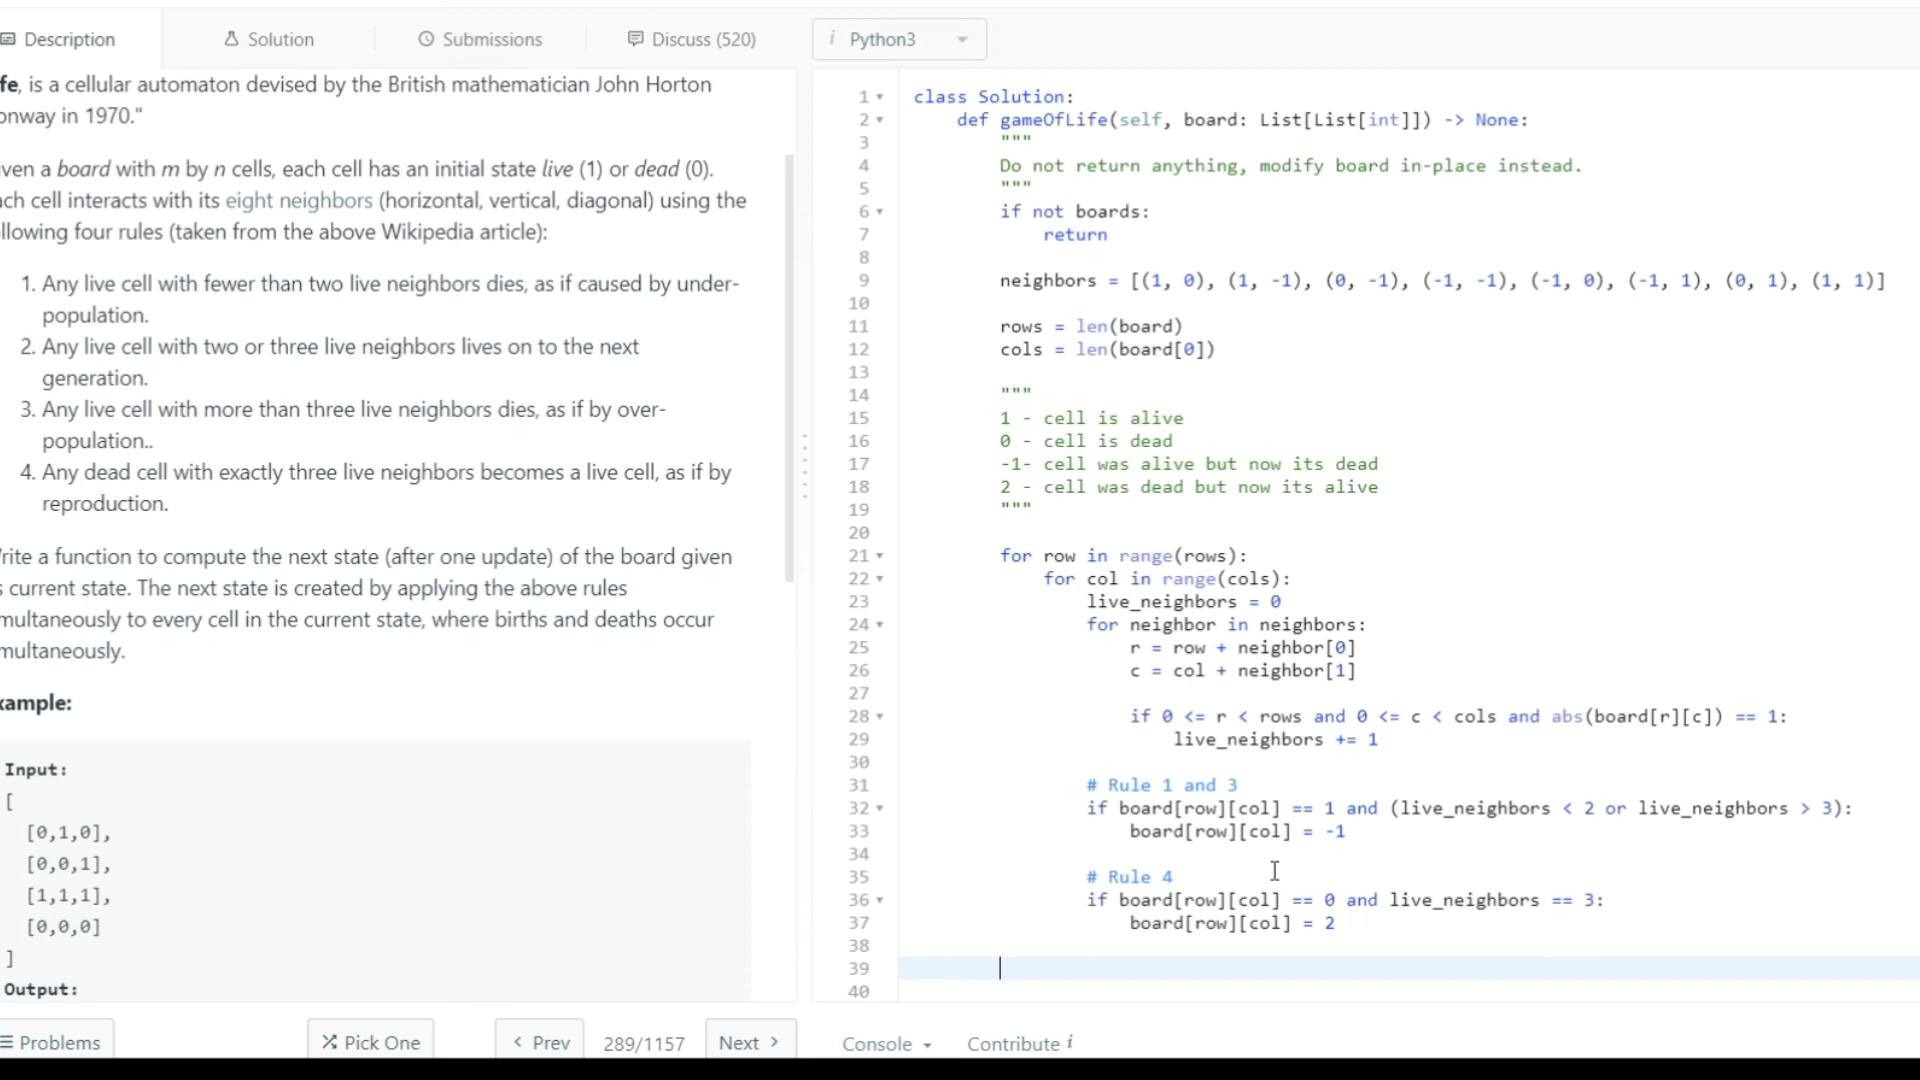 Description
Solution
Submissions
Discuss (520)
i Python3
fe, is a cellular automaton devised by the British mathematician John Horton
onway in 1970."
ven a board with m by n cells, each cell has an initial state live (1) or dead (0).
ch cell interacts with its eight neighbors (horizontal, vertical, diagonal) using the
llowing four rules (taken from the above Wikipedia article):
1. Any live cell with fewer than two live neighbors dies, as if caused by under-
population.
2. Any live cell with two or three live neighbors lives on to the next
generation.
3. Any live cell with more than three live neighbors dies, as if by over-
population..
4. Any dead cell with exactly three live neighbors becomes a live cell, as if by
reproduction.
rite a function to compute the next state (after one update) of the board given
s current state. The next state is created by applying the above rules
multaneously to every cell in the current state, where births and deaths occur
multaneously.
xample:
Input:
[
[0,1,0],
[0,0,1],
[1,1,1],
[0,0,0]
]
Output:
1 class Solution:
2 def gameOfLife(self, board: List[List[int]]) -> None:
3 """
4 Do not return anything, modify board in-place instead.
5 """
6 if not boards:
7 return
8
9 neighbors = [(1, 0), (1, -1), (0, -1), (-1, -1), (-1, 0), (-1, 1), (0, 1), (1, 1)]
10
11 rows = len(board)
12 cols = len(board[0])
13
14 """
15 1 - cell is alive
16 0 - cell is dead
17 -1- cell was alive but now its dead
18 2 - cell was dead but now its alive
19 """
20
21 for row in range(rows):
22 for col in range(cols):
23 live_neighbors = 0
24 for neighbor in neighbors:
25 r = row + neighbor[0]
26 c = col + neighbor[1]
27
28 if 0 <= r < rows and 0 <= c < cols and abs(board[r][c]) == 1:
29 live_neighbors += 1
30
31 # Rule 1 and 3
32 if board[row][col] == 1 and (live_neighbors < 2 or live_neighbors > 3):
33 board[row][col] = -1
34
35 # Rule 4
36 if board[row][col] == 0 and live_neighbors == 3:
37 board[row][col] = 2
38
39
40
Problems
Pick One
< Prev
289/1157
Next >
Console
Contribute i